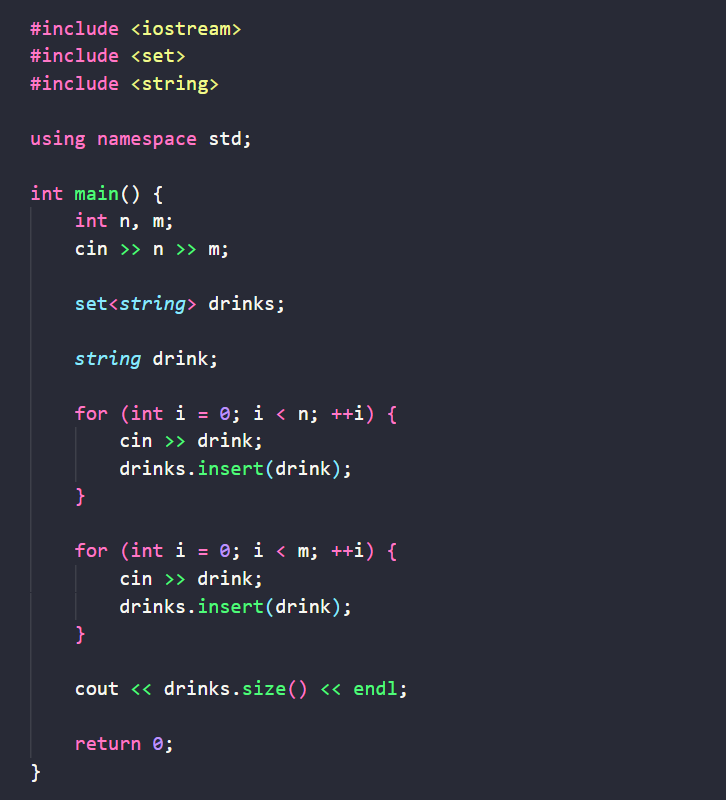 #include <iostream>
#include <set>
#include <string>

using namespace std;

int main() {
    int n, m;
    cin >> n >> m;

    set<string> drinks;

    string drink;

    for (int i = 0; i < n; ++i) {
        cin >> drink;
        drinks.insert(drink);
    }

    for (int i = 0; i < m; ++i) {
        cin >> drink;
        drinks.insert(drink);
    }

    cout << drinks.size() << endl;

    return 0;
}